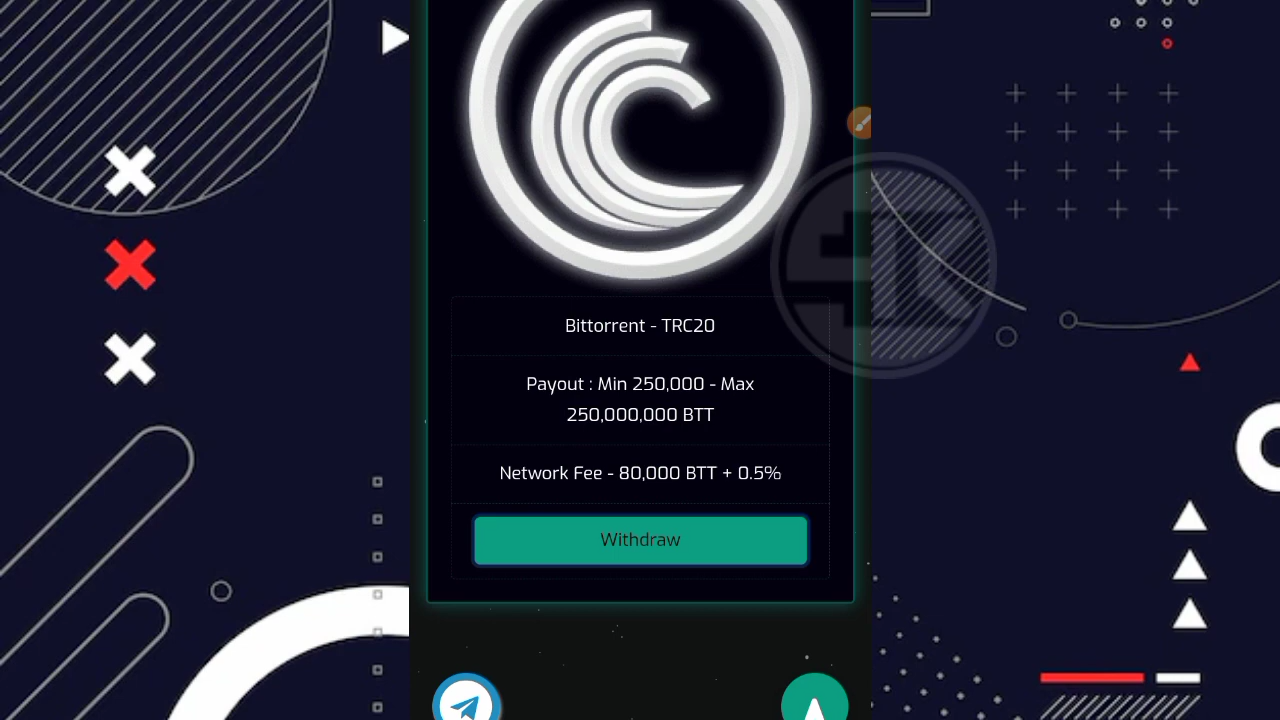 Bittorrent - TRC20
Payout : Min 250,000 - Max
250,000,000 BTT
Network Fee - 80,000 BTT + 0.5%
Withdraw